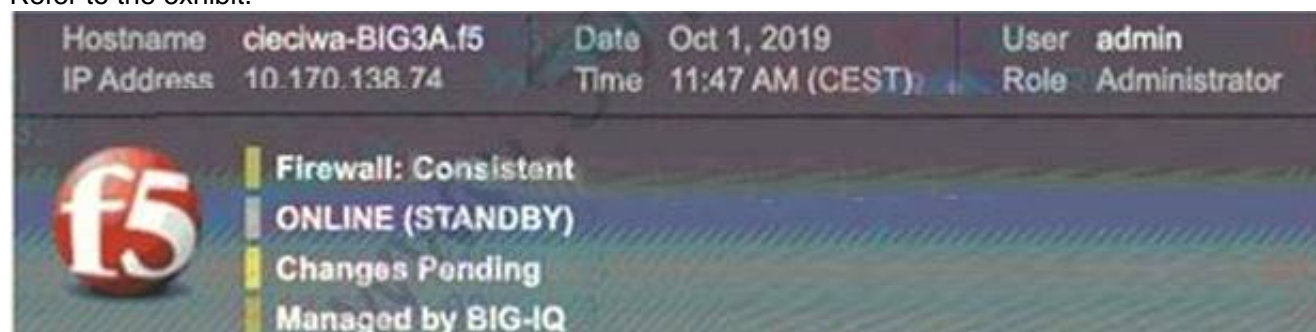 Refer to the exhibit.
Hostname cieciwa-BIG3A.f5 Date Oct 1, 2019 User admin
IP Address 10.170.138.74 Time 11:47 AM (CEST) Role Administrator
f5
Firewall: Consistent
ONLINE (STANDBY)
Changes Pending
Managed by BIG-IQ